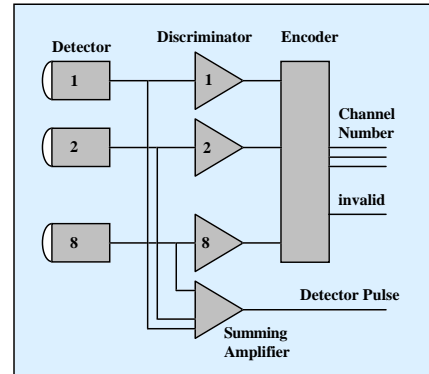 Detector
Discriminator
Encoder
1
1
2
2
8
8
Channel
Number
invalid
Detector Pulse
Summing
Amplifier